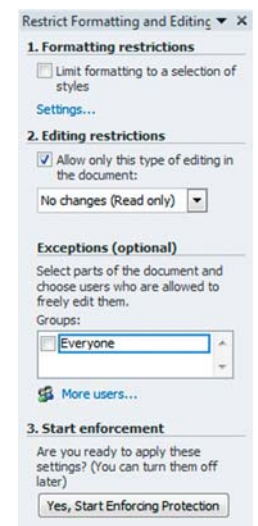 Restrict Formatting and Editing
1. Formatting restrictions
Limit formatting to a selection of
styles
Settings...
2. Editing restrictions
Allow only this type of editing in
the document:
No changes (Read only)
Exceptions (optional)
Select parts of the document and
choose users who are allowed to
freely edit them.
Groups:
Everyone
More users...
3. Start enforcement
Are you ready to apply these
settings? (You can turn them off
later)
Yes, Start Enforcing Protection